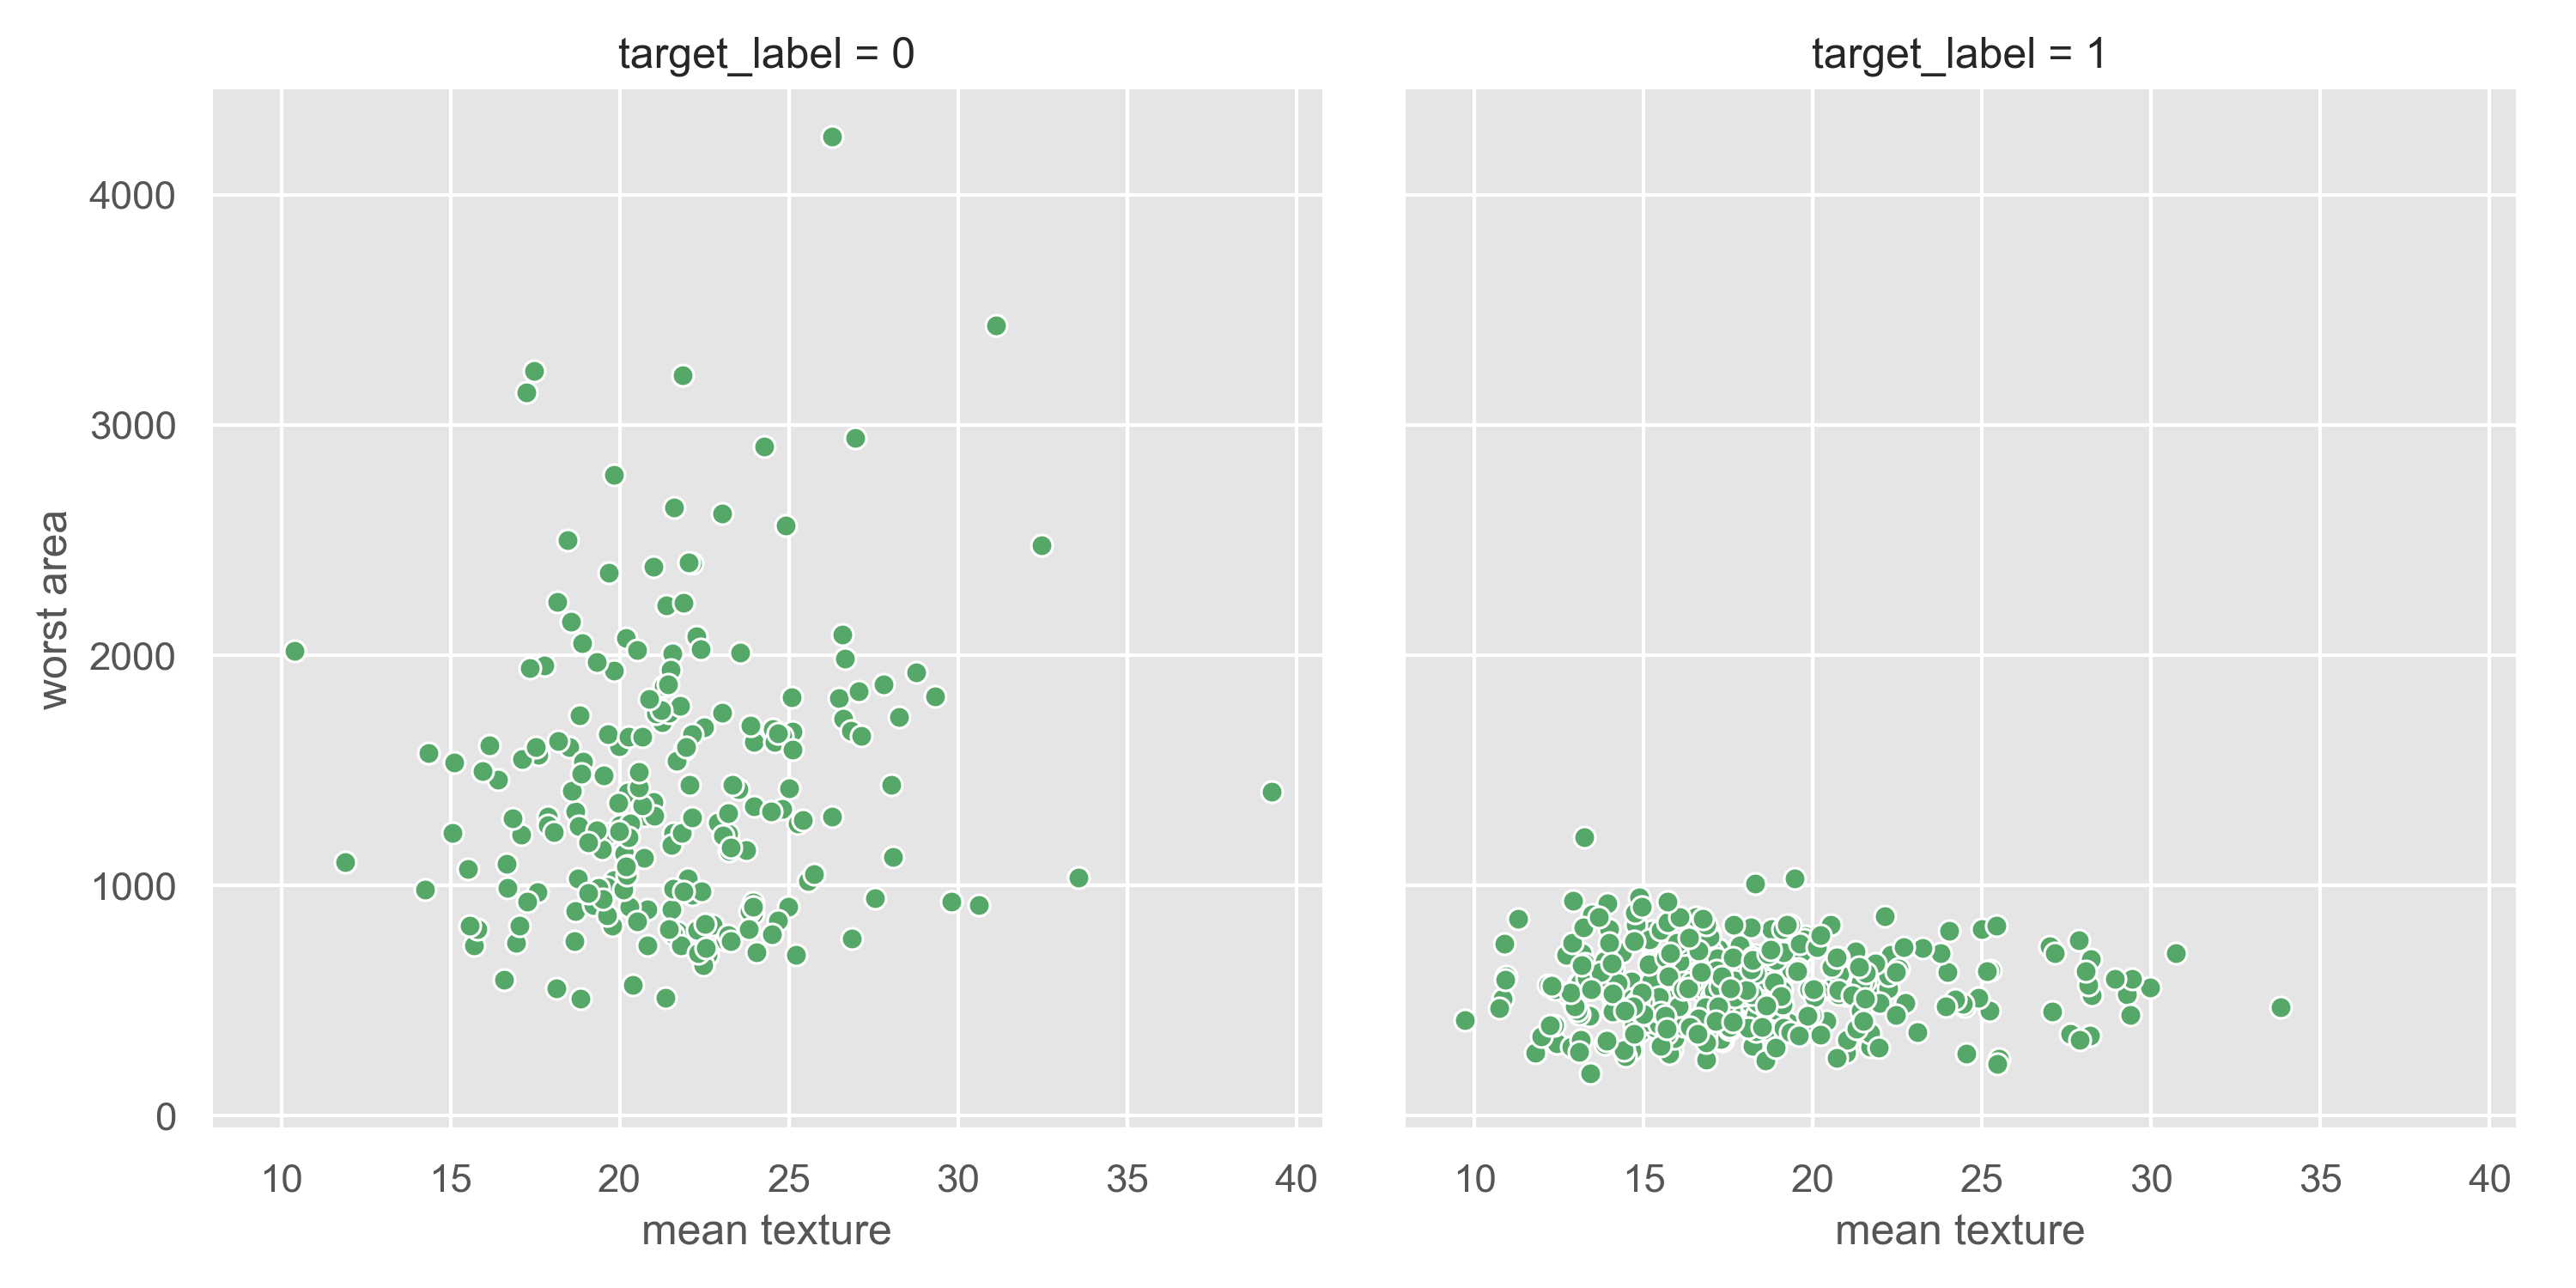 target_label = 0
target_label = 1
worst area
4000
3000
2000
1000
0
10 15 20 25 30 35 40
10 15 20 25 30 35 40
mean texture
mean texture